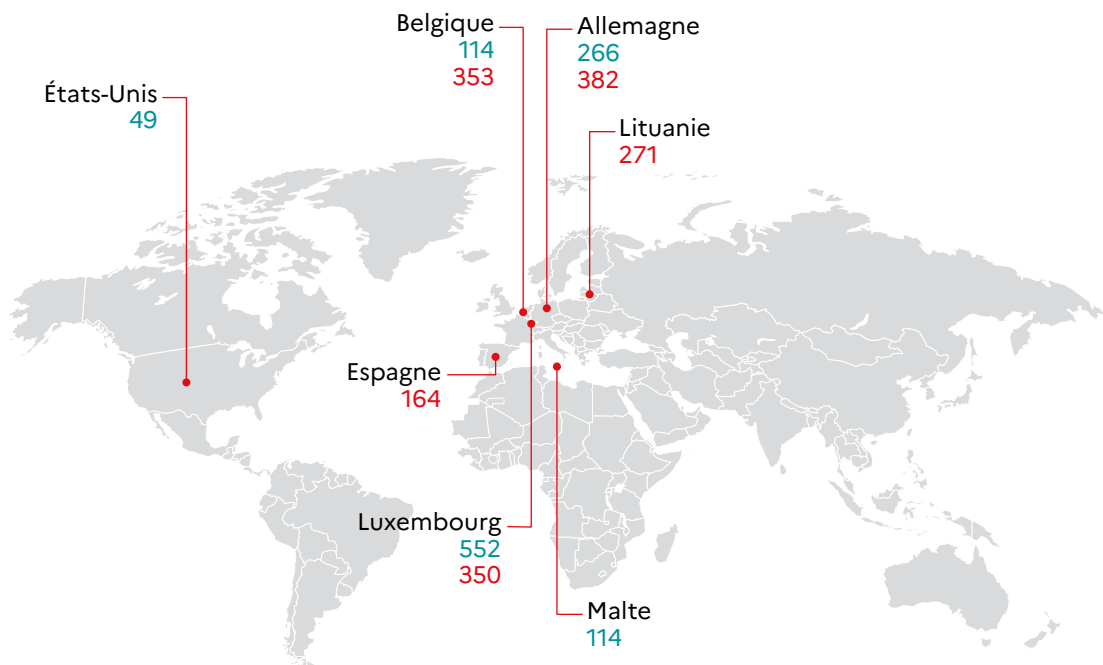 Belgique
114
353
Allemagne
266
382
États-Unis
49
Lituanie
271
Espagne
164
Luxembourg
552
350
Malte
114